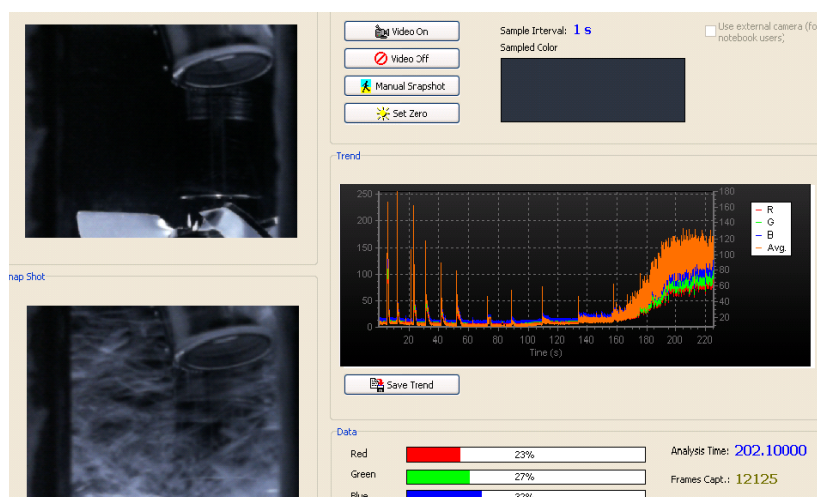 Video On
Sample Interval: 1 s
Use external camera (fo
notebook users)
Video Off
Sampled Color
Manual Snapshot
Set Zero
Trend
250
200
150
100
50
0
180
160
140
120
100
80
60
40
20
R
G
B
Avg.
20 40 60 80 100 120 140 160 180 200 220
Time (s)
nap Shot
Save Trend
Data
Red 23%
Analysis Time: 202.10000
Green 27%
Frames Capt.: 12125
Blue 32%